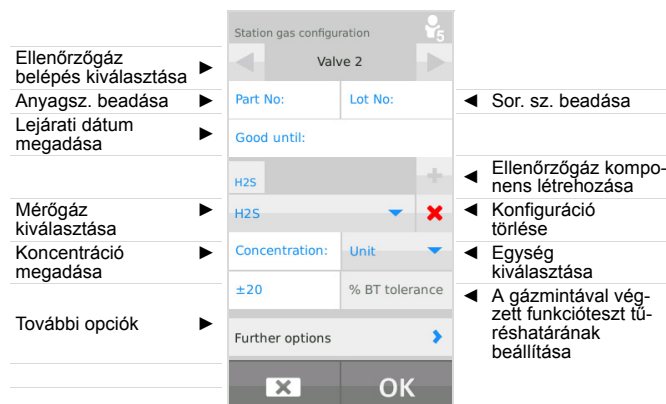 Station gas configuration
5
Ellenőrzőgáz
belépés kiválasztása
Valve 2
Anyagsz. beadása
Part No:
Lot No:
Sor. sz. beadása
Lejárati dátum
megadása
Good until:
H2S
Ellenőrzőgáz kompo-
nens létrehozása
Mérőgáz
kiválasztása
H2S
Konfiguráció
törlése
Koncentráció
megadása
Concentration:
Unit
Egység
kiválasztása
±20
% BT tolerance
A gázmintával vég-
zett funkcióteszt tű-
réshatárának
beállítása
További opciók
Further options
OK